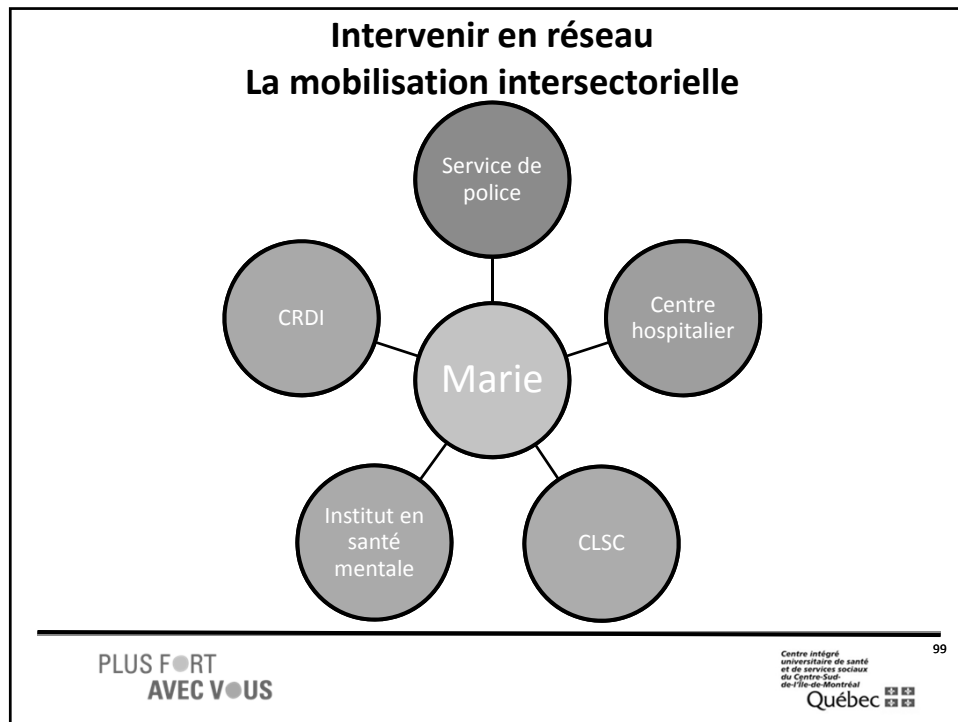 Intervenir en réseau
La mobilisation intersectorielle
Service de
police
CRDI
Centre
hospitalier
Marie
Institut en
santé
mentale
CLSC
PLUS FORT
AVEC VOUS
Centre intégré
universitaire de santé
et de services sociaux
du Centre-Sud-
de-l'Île-de-Montréal
Québec
99